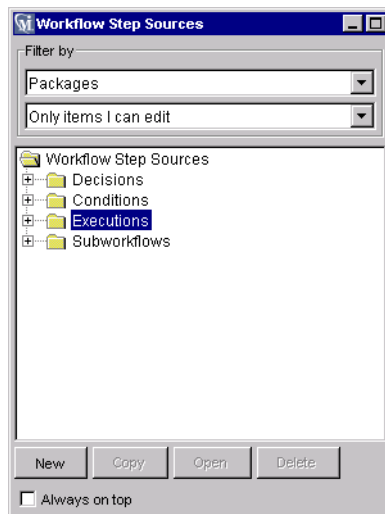 Workflow Step Sources
Filter by
Packages
Only items I can edit
Workflow Step Sources
Decisions
Conditions
Executions
Subworkflows
New Copy Open Delete
Always on top